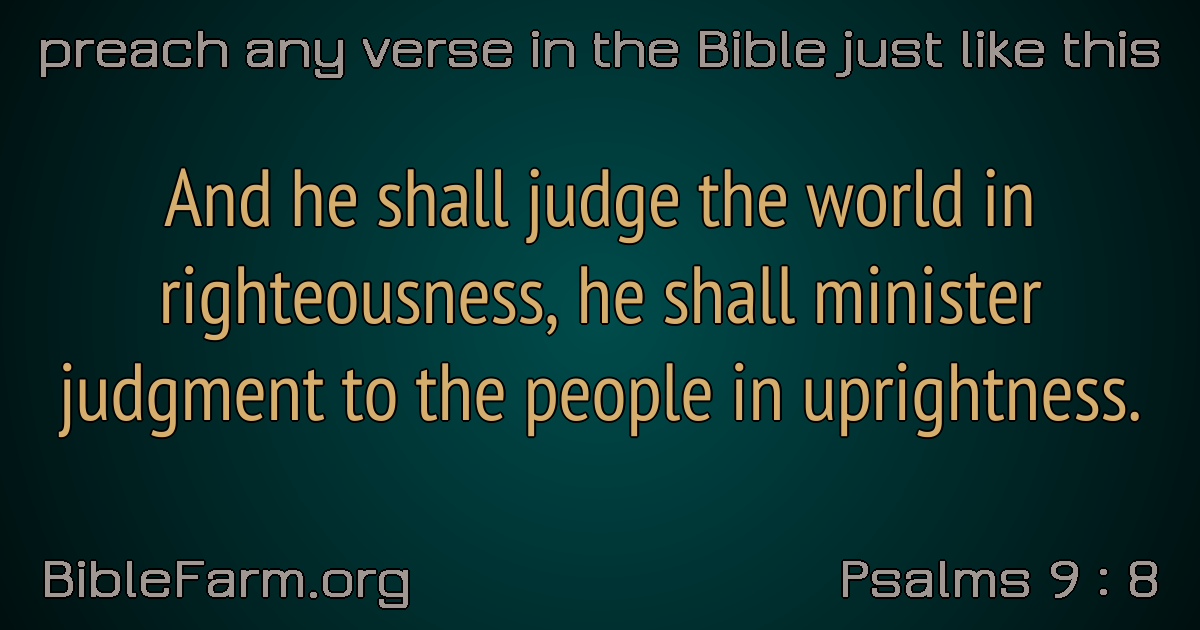 preach any verse in the Bible just like this
And he shall judge the world in
righteousness, he shall minister
judgment to the people in uprightness.
BibleFarm.org
Psalms 9 : 8